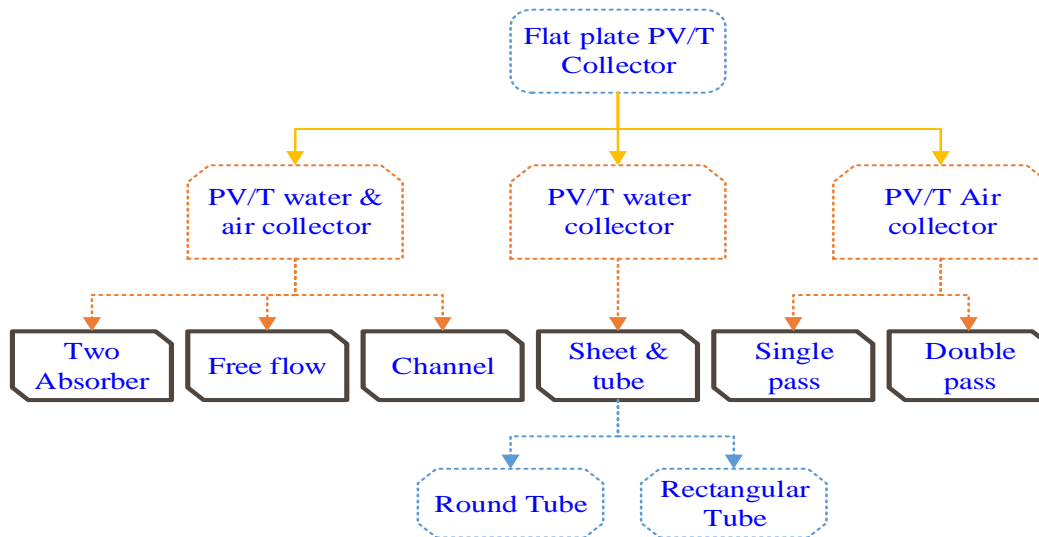 Flat plate PV/T
Collector
PV/T water &
air collector
PV/T water
collector
PV/T Air
collector
Two
Absorber
Free flow
Channel
Sheet &
tube
Single
pass
Double
pass
Round Tube
Rectangular
Tube